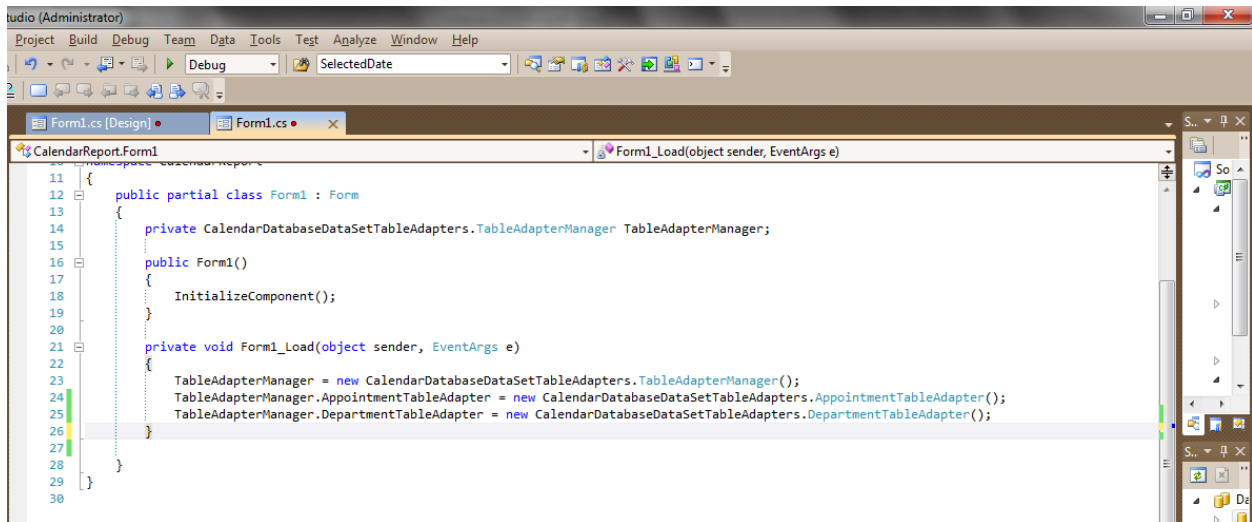 tudio (Administrator)
Project Build Debug Team Data Tools Test Analyze Window Help
Debug SelectedDate
Form1.cs [Design] Form1.cs S..
CalendarReport.Form1 Form1_Load(object sender, EventArgs e)
10 namespace CalendarReport
11 {
12 public partial class Form1 : Form
13 {
14 private CalendarDatabaseDataSetTableAdapters.TableAdapterManager TableAdapterManager;
15
16 public Form1()
17 {
18 InitializeComponent();
19 }
20
21 private void Form1_Load(object sender, EventArgs e)
22 {
23 TableAdapterManager = new CalendarDatabaseDataSetTableAdapters.TableAdapterManager();
24 TableAdapterManager.AppointmentTableAdapter = new CalendarDatabaseDataSetTableAdapters.AppointmentTableAdapter();
25 TableAdapterManager.DepartmentTableAdapter = new CalendarDatabaseDataSetTableAdapters.DepartmentTableAdapter();
26 }
27
28 }
29 }
30
So
C#
S..
Da